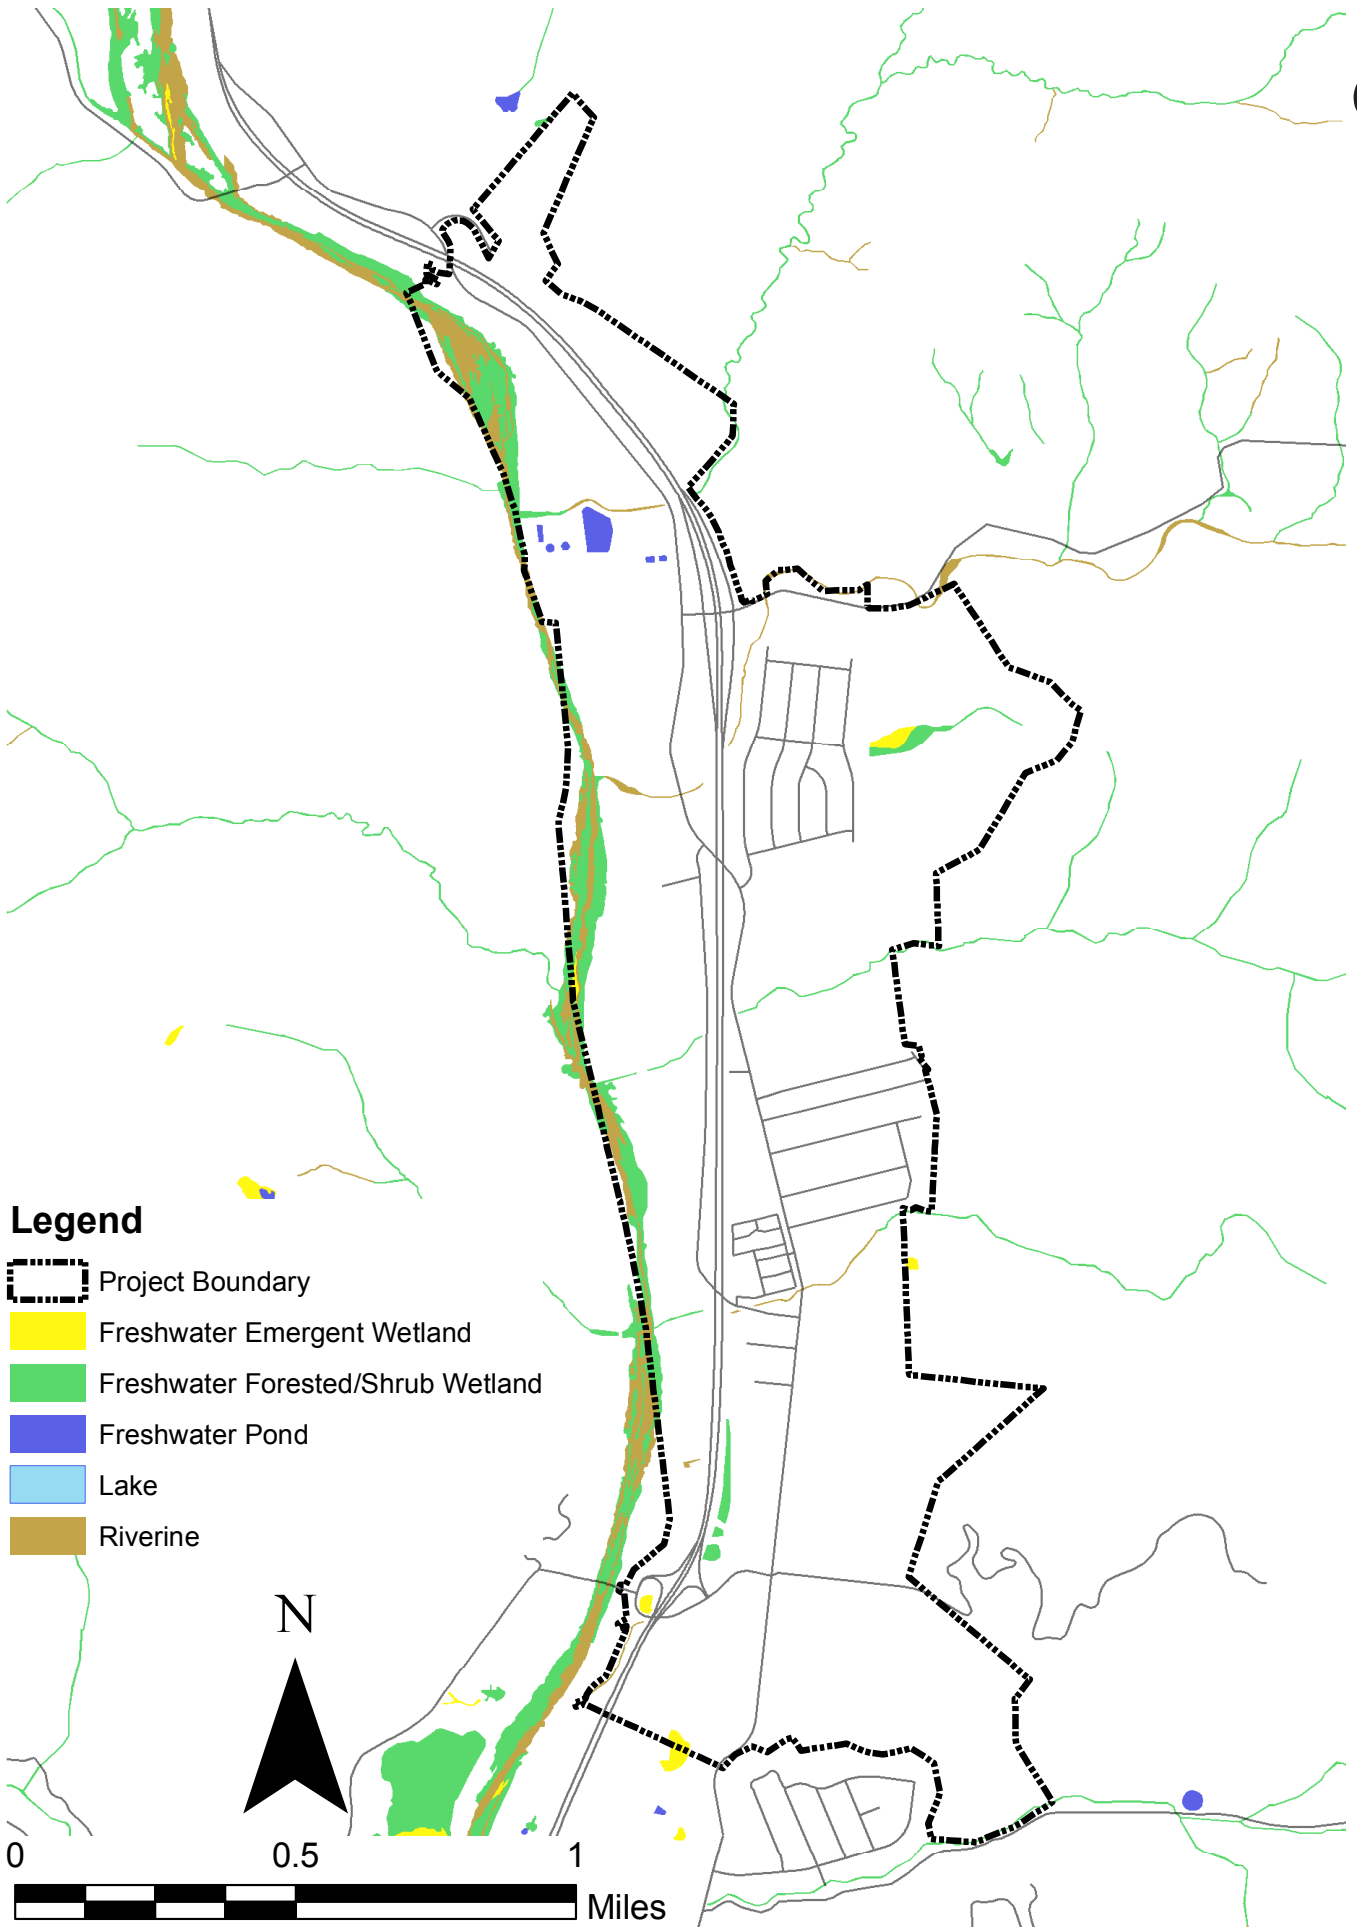 Legend
Project Boundary
Freshwater Emergent Wetland
Freshwater Forested/Shrub Wetland
Freshwater Pond
Lake
Riverine
N
0 0.5 1
Miles